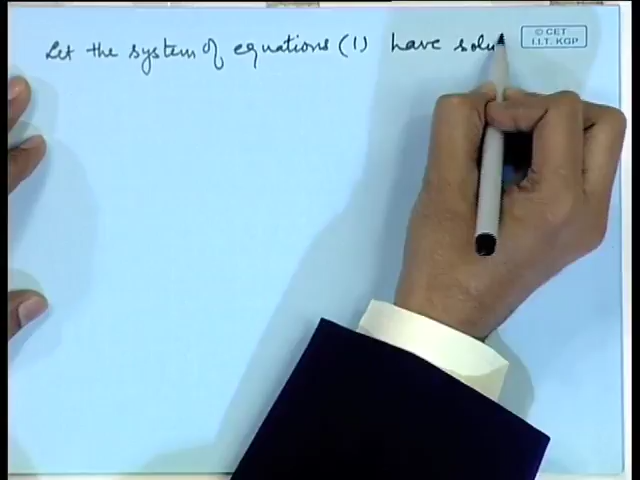 Let the system of equations (1) have solu
© CET
I.I.T. KGP